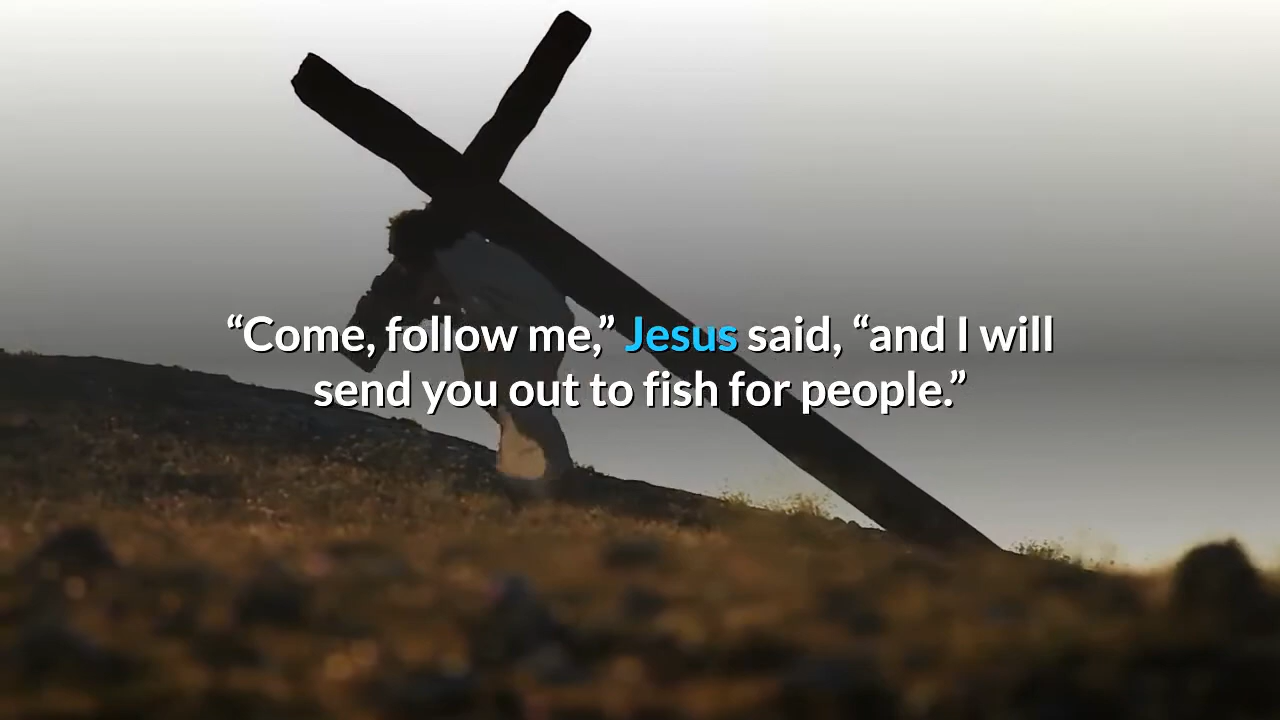 “Come, follow me,” Jesus said, “and I will
send you out to fish for people.”